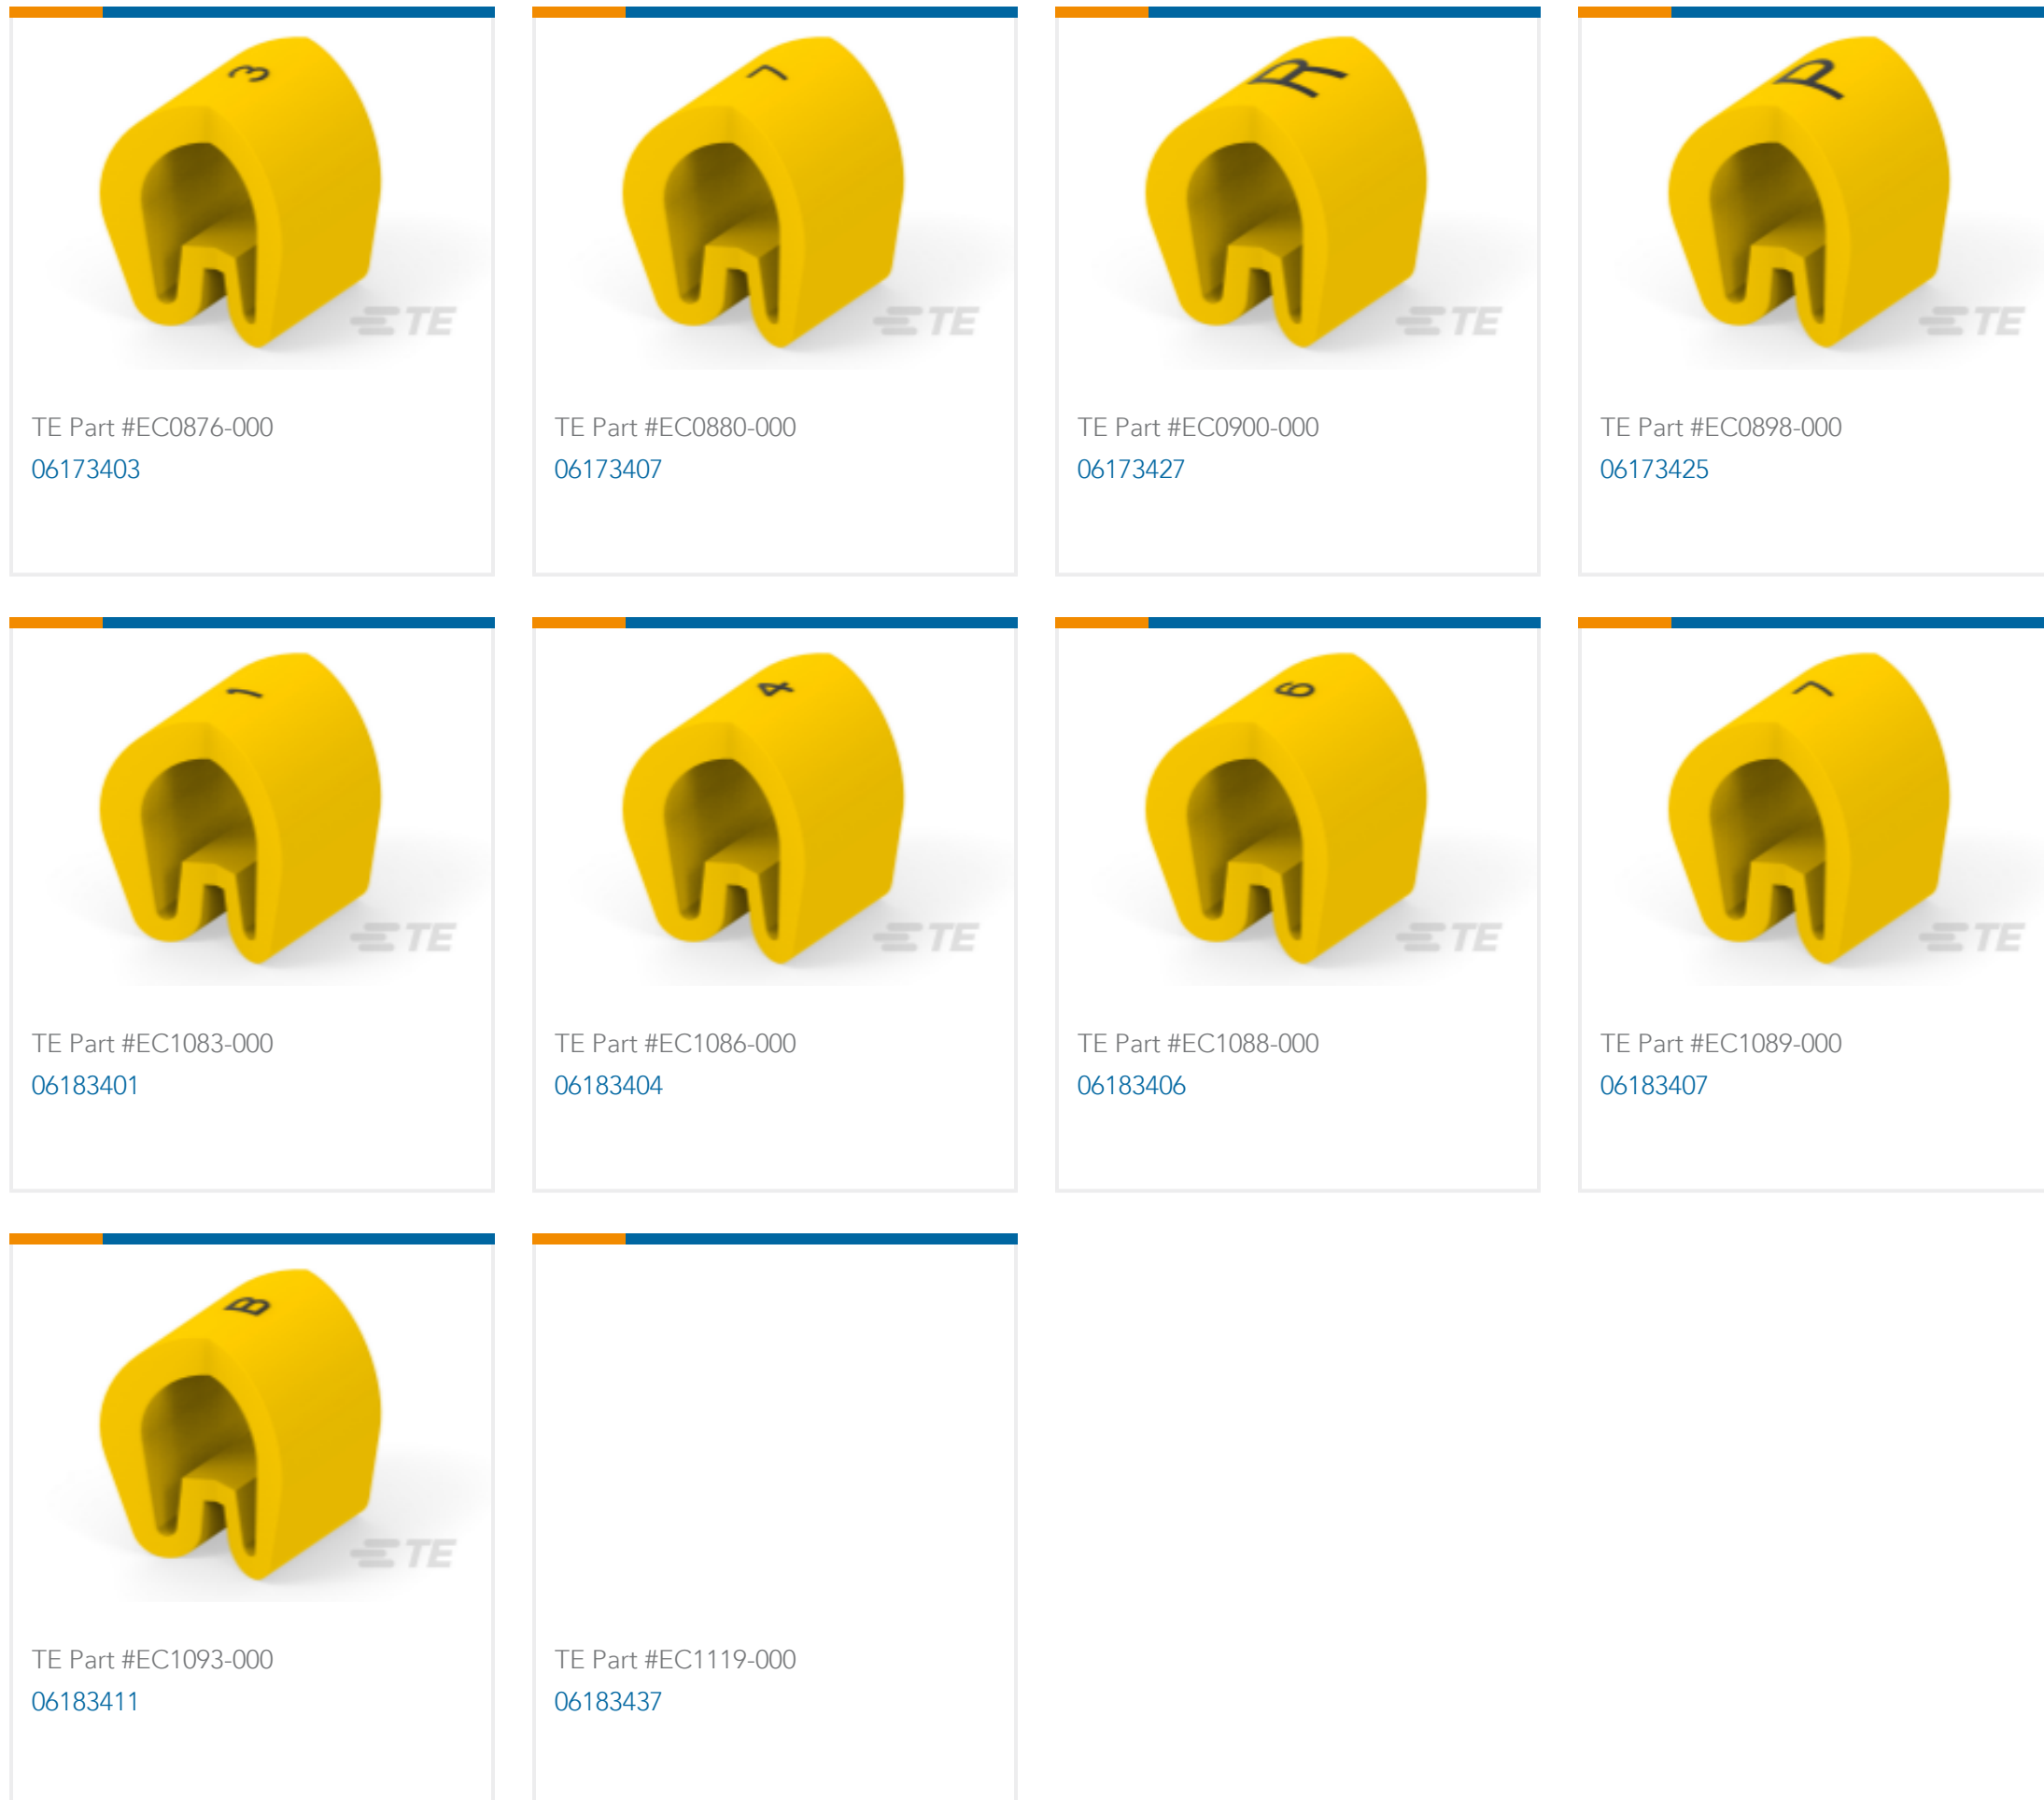 3
TE
TE Part #EC0876-000
06173403
7
TE
TE Part #EC0880-000
06173407
R
TE
TE Part #EC0900-000
06173427
P
TE
TE Part #EC0898-000
06173425
1
TE
TE Part #EC1083-000
06183401
4
TE
TE Part #EC1086-000
06183404
6
TE
TE Part #EC1088-000
06183406
7
TE
TE Part #EC1089-000
06183407
B
TE
TE Part #EC1093-000
06183411
TE Part #EC1119-000
06183437